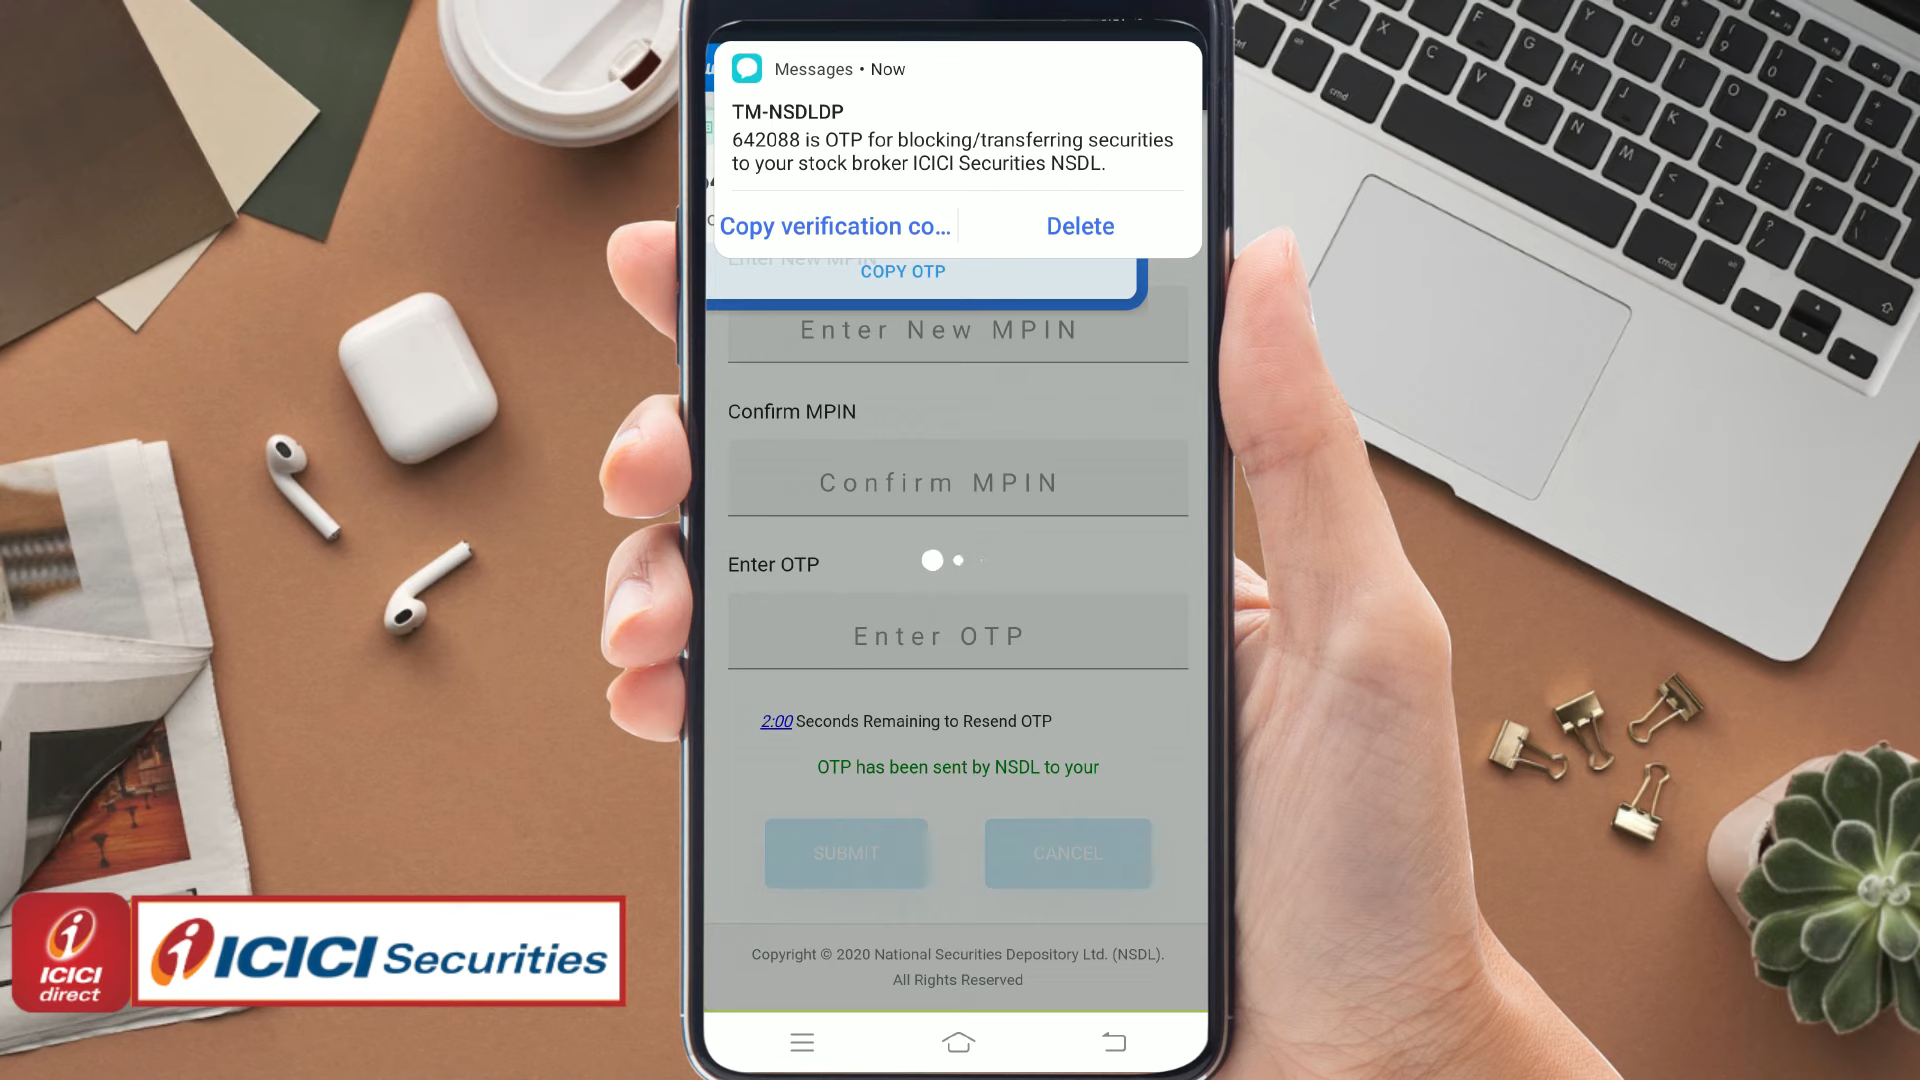 Messages • Now
TM-NSDLDP
642088 is OTP for blocking/transferring securities
to your stock broker ICICI Securities NSDL.
Copy verification co...
Delete
Enter New MPIN
COPY OTP
Enter New MPIN
Confirm MPIN
Confirm MPIN
Enter OTP
Enter OTP
2:00 Seconds Remaining to Resend OTP
OTP has been sent by NSDL to your
SUBMIT
CANCEL
Copyright © 2020 National Securities Depository Ltd. (NSDL).
All Rights Reserved
ICICI
direct
ICICI Securities